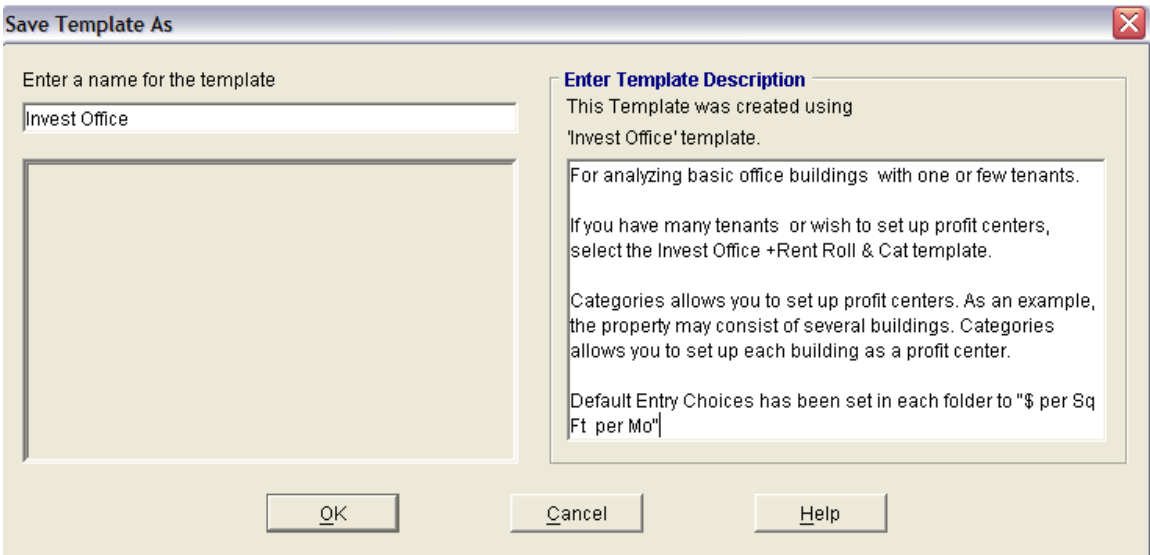 Save Template As
Enter a name for the template
Invest Office
Enter Template Description
This Template was created using
'Invest Office' template.
For analyzing basic office buildings  with one or few tenants.
If you have many tenants  or wish to set up profit centers,
select the Invest Office +Rent Roll & Cat template.
Categories allows you to set up profit centers. As an example,
the property may consist of several buildings. Categories
allows you to set up each building as a profit center.
Default Entry Choices has been set in each folder to "$ per Sq
Ft  per Mo"
OK
Cancel
Help